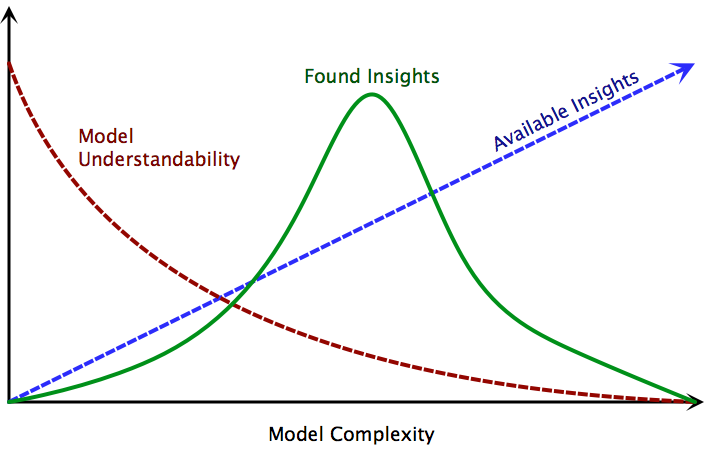 Found Insights
Available Insights
Model
Understandability
Model Complexity